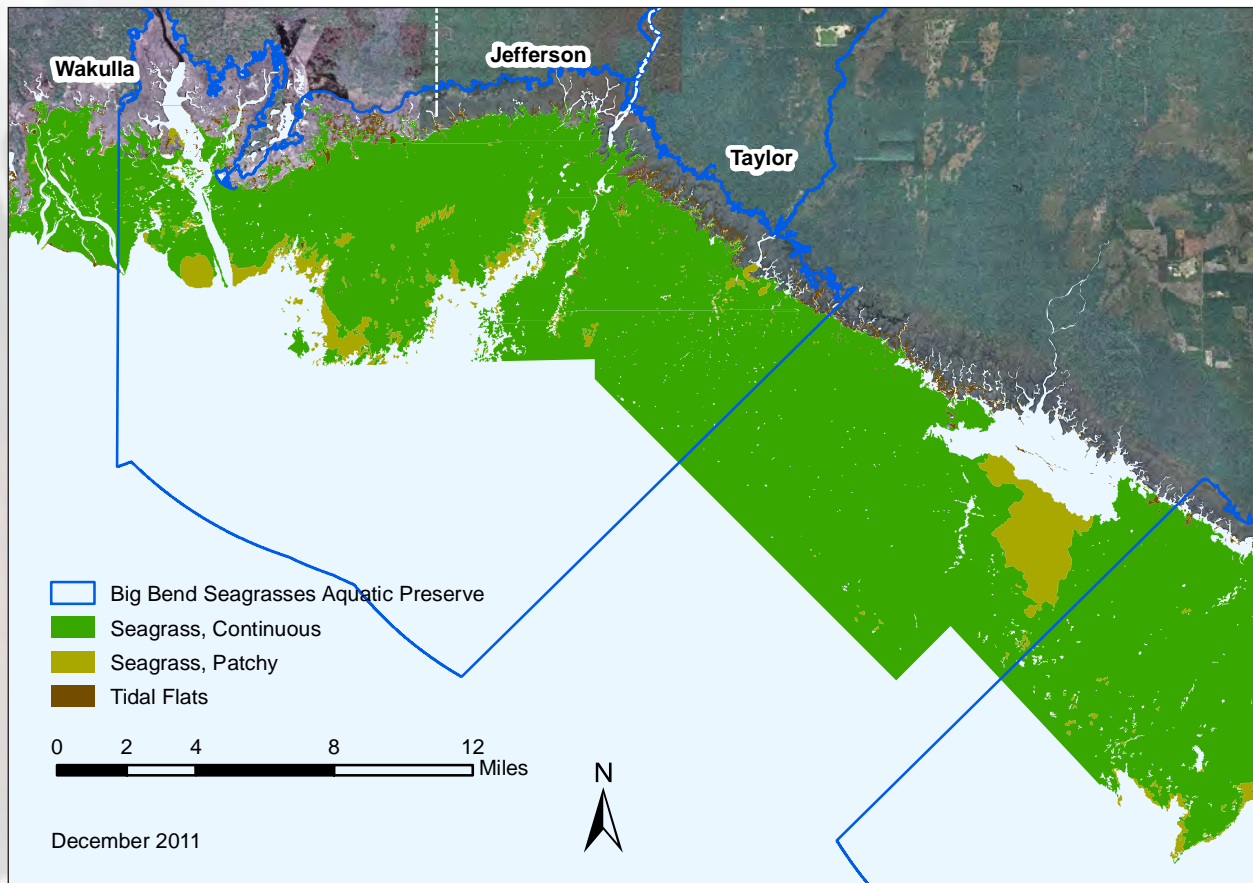 Wakulla
Jefferson
Taylor
Big Bend Seagrasses Aquatic Preserve
Seagrass, Continuous
Seagrass, Patchy
Tidal Flats
0 2 4 8 12
Miles
N
December 2011